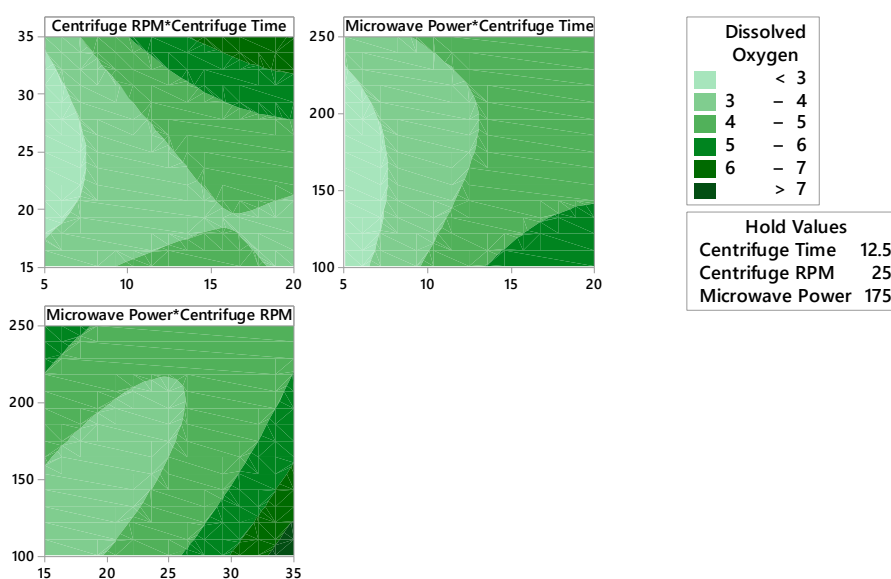 Centrifuge RPM*Centrifuge Time
35
30
25
20
15
5 10 15 20
Microwave Power*Centrifuge Time
250
200
150
100
5 10 15 20
Microwave Power*Centrifuge RPM
250
200
150
100
15 20 25 30 35
Dissolved
Oxygen
< 3
3 – 4
4 – 5
5 – 6
6 – 7
> 7
Hold Values
Centrifuge Time 12.5
Centrifuge RPM 25
Microwave Power 175